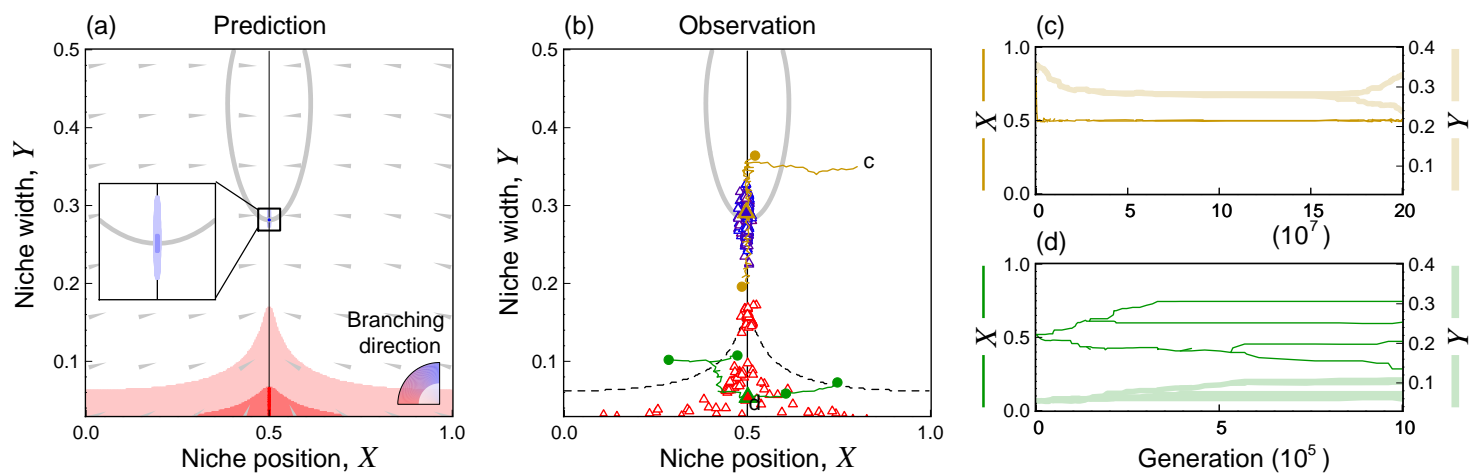 (a) Prediction
0.5
0.4
0.3
0.2
0.1
Niche width, Y
Branching
direction
0.0 0.5 1.0
Niche position, X
(b) Observation
0.5
0.4
0.3
0.2
0.1
Niche width, Y
c
d
0.0 0.5 1.0
Niche position, X
(c)
1.0
0.5
0.0
X
0.4
0.3
0.2
0.1
Y
0 5 10 15 20
(10^7)
(d)
1.0
0.5
0.0
X
0.4
0.3
0.2
0.1
Y
0 5 10
Generation (10^5)